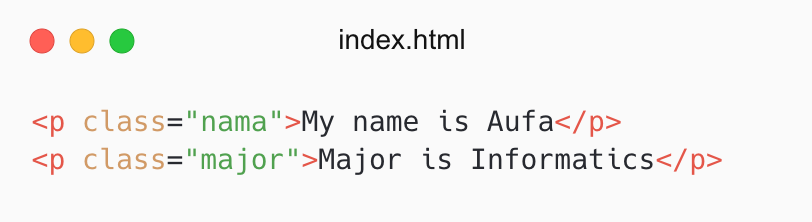 index.html
<p class="nama">My name is Aufa</p>
<p class="major">Major is Informatics</p>